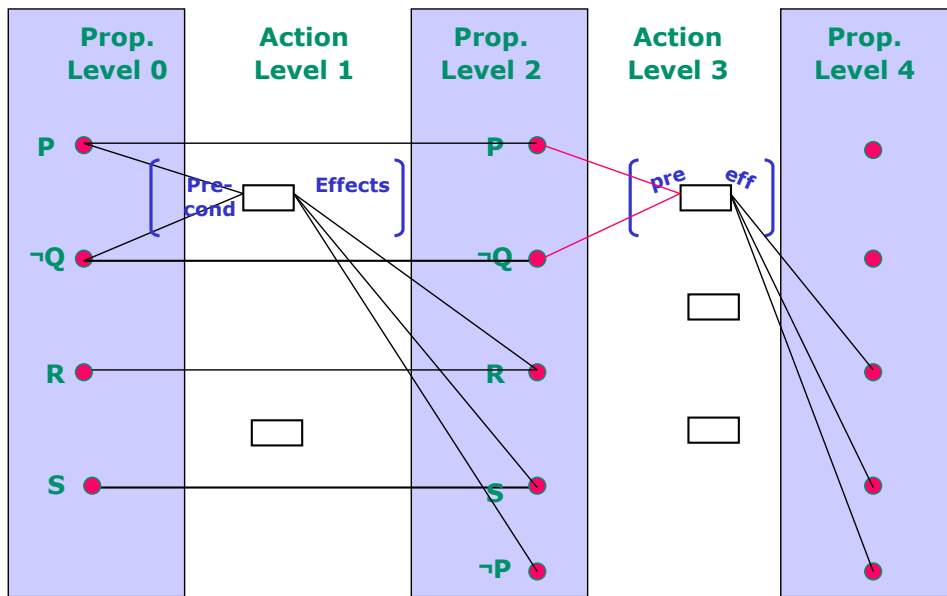 Prop.
Level 0
Action
Level 1
Prop.
Level 2
Action
Level 3
Prop.
Level 4
P
P
Pre-
cond
Effects
pre
eff
¬Q
¬Q
R
R
S
S
¬P